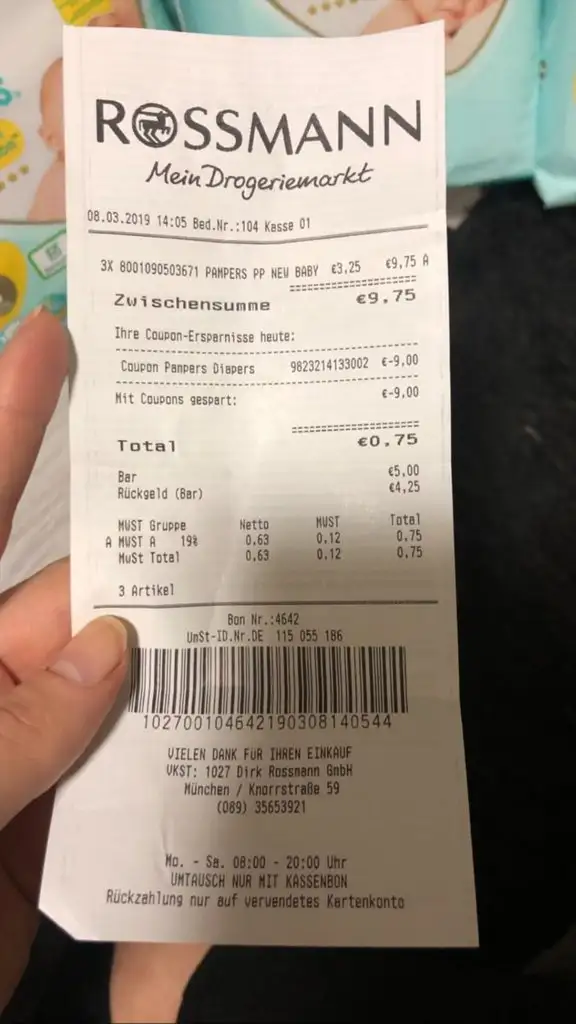 ROSSMANN
Mein Drogeriemarkt
08.03.2019 14:05 Bed.Nr.:104 Kasse 01
3X 8001090503671 PAMPERS PP NEW BABY €3,25 €9,75 A
Zwischensumme €9.75
Ihre Coupon-Ersparnisse heute:
Coupon Pampers Diapers 9823214133002 €-9,00
Mit Coupons gespart: €-9,00
Total €0.75
Bar €5,00
Rückgeld (Bar) €4,25
MWST Gruppe Netto MWST Total
A MWST A 19% 0,63 0,12 0,75
MwSt Total 0,63 0,12 0,75
3 Artikel
Bon Nr.:4642
UmSt-ID.Nr.DE 115 055 186
102700104642190308140544
VIELEN DANK FÜR IHREN EINKAUF
VKST: 1027 Dirk Rossmann GmbH
München / Knorrstraße 59
(089) 35653921
Mo. - Sa. 08:00 - 20:00 Uhr
UMTAUSCH NUR MIT KASSENBON
Rückzahlung nur auf verwendetes Kartenkonto